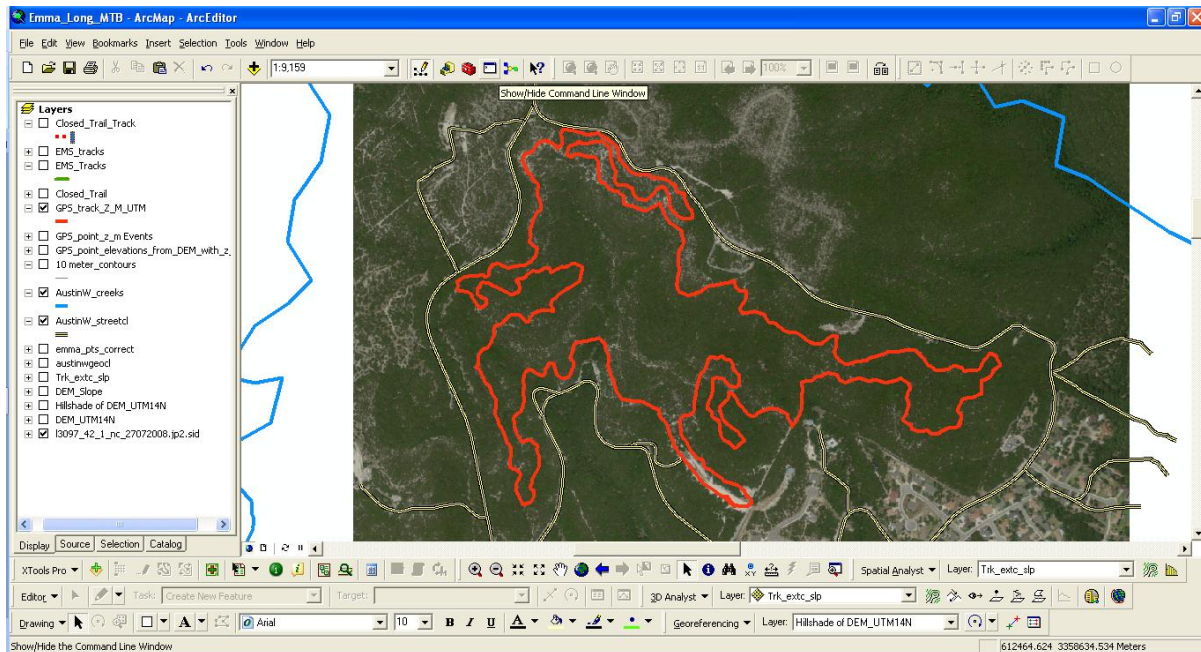 Emma_Long_MTB - ArcMap - ArcEditor
File Edit View Bookmarks Insert Selection Tools Window Help
1:9,159
100%
Show/Hide Command Line Window
Layers
Closed_Trail_Track
EMS_tracks
EMS_Tracks
Closed_Trail
GPS_track_Z_M_UTM
GPS_point_z_m Events
GPS_point_elevations_from_DEM_with_z_
10 meter_contours
AustinW_creeks
AustinW_streetcl
emma_pts_correct
austinwgeocl
Trk_extc_slp
DEM_Slope
Hillshade of DEM_UTM14N
DEM_UTM14N
l3097_42_1_nc_27072008.jp2.sid
Display Source Selection Catalog
XTools Pro Spatial Analyst Layer: Trk_extc_slp
Editor Task: Create New Feature Target: 3D Analyst Layer: Trk_extc_slp
Drawing A Arial 10 B I U A Georeferencing Layer: Hillshade of DEM_UTM14N
Show/Hide the Command Line Window 612464.624 3358634.534 Meters